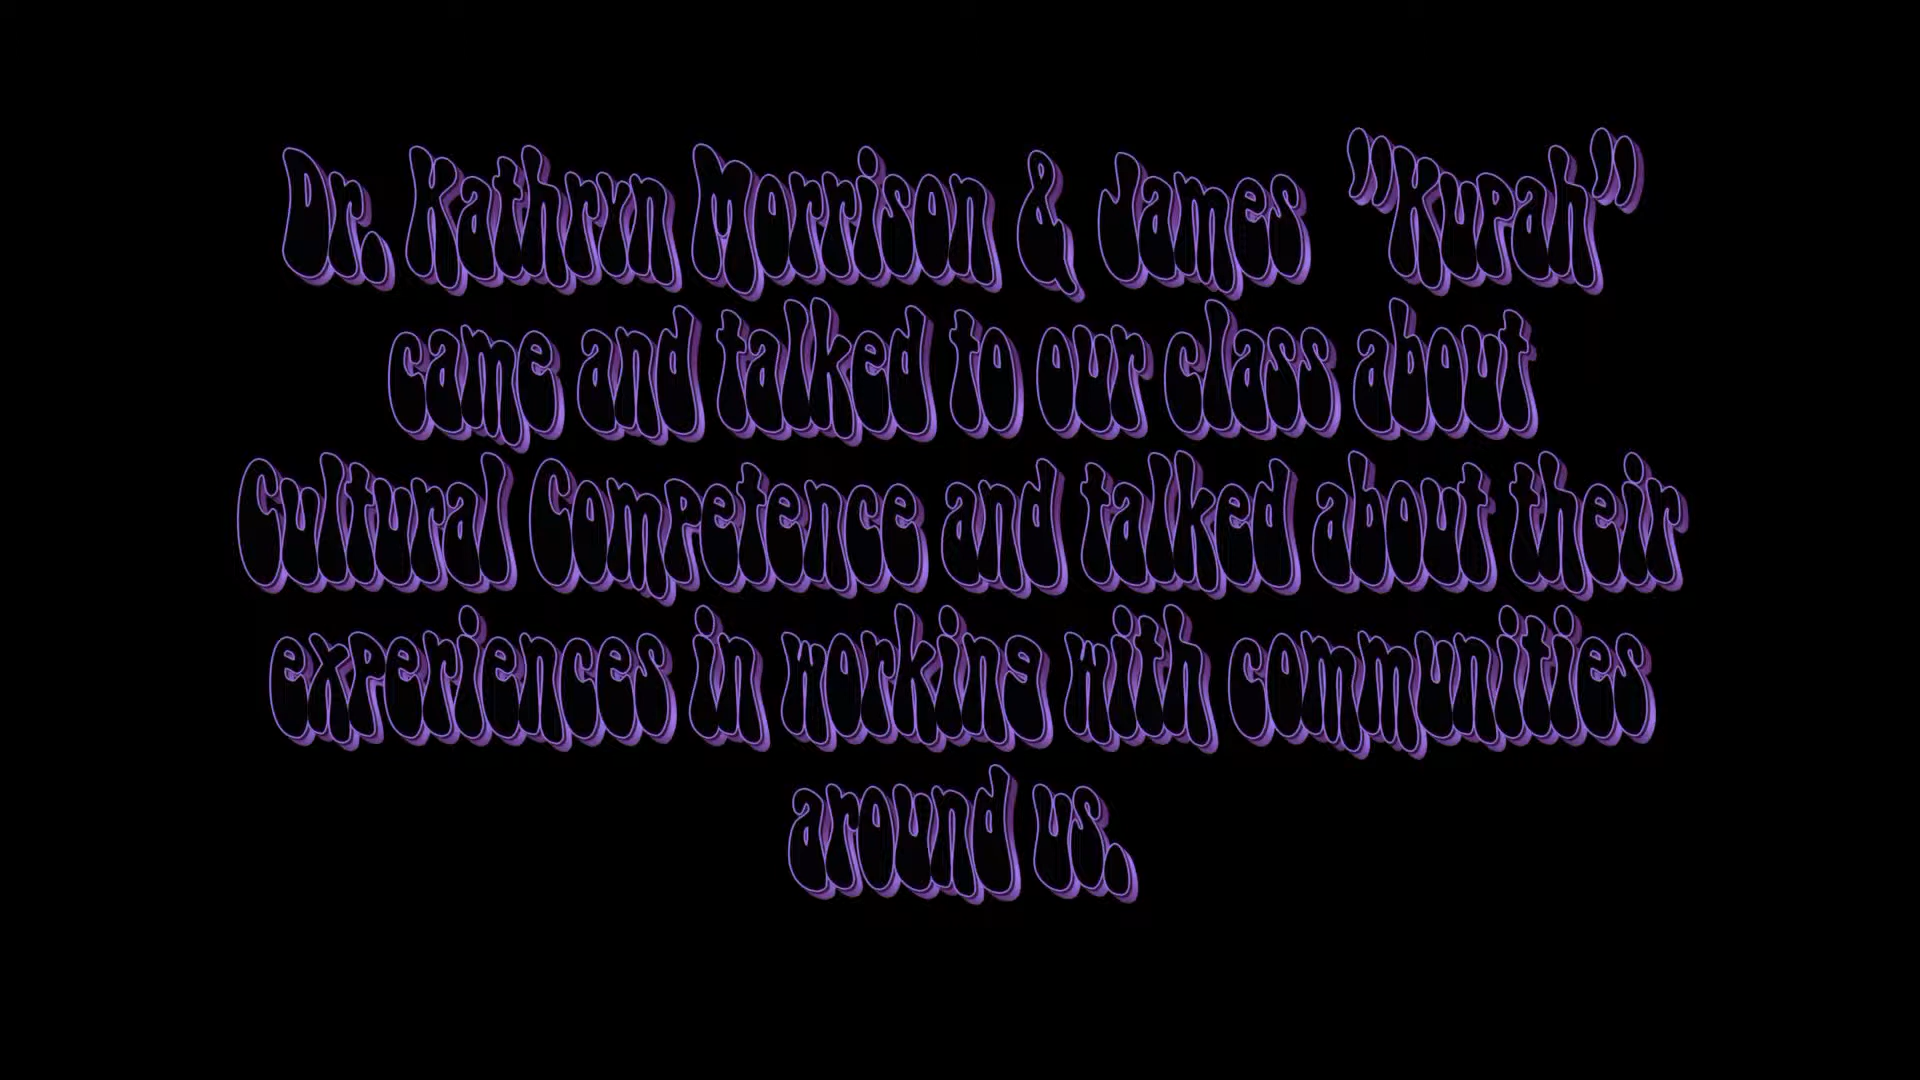 Dr. Kathryn Morrison & James "Kupah"
came and talked to our class about
Cultural Competence and talked about their
experiences in working with communities
around us.